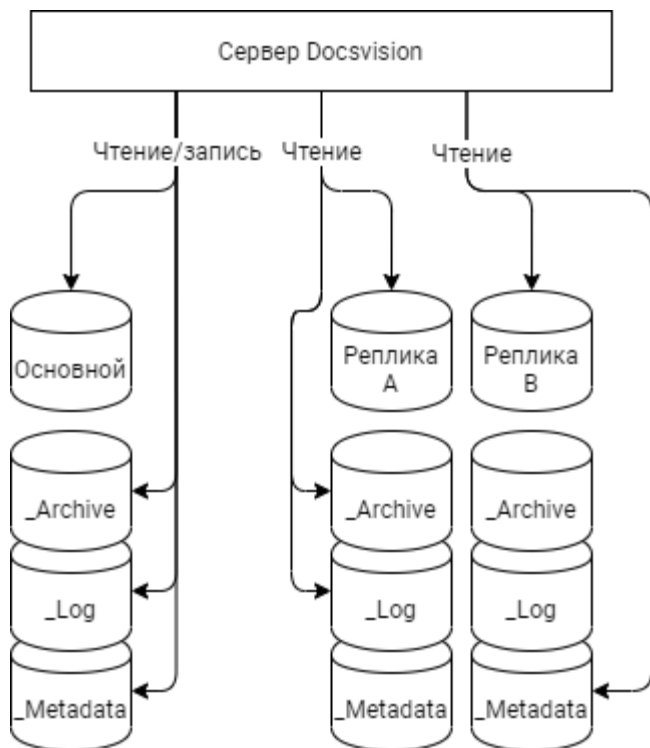 Сервер Docsvision
Чтение/запись
Чтение
Чтение
Основной
Реплика
A
Реплика
B
_Archive
_Archive
_Archive
_Log
_Log
_Log
_Metadata
_Metadata
_Metadata